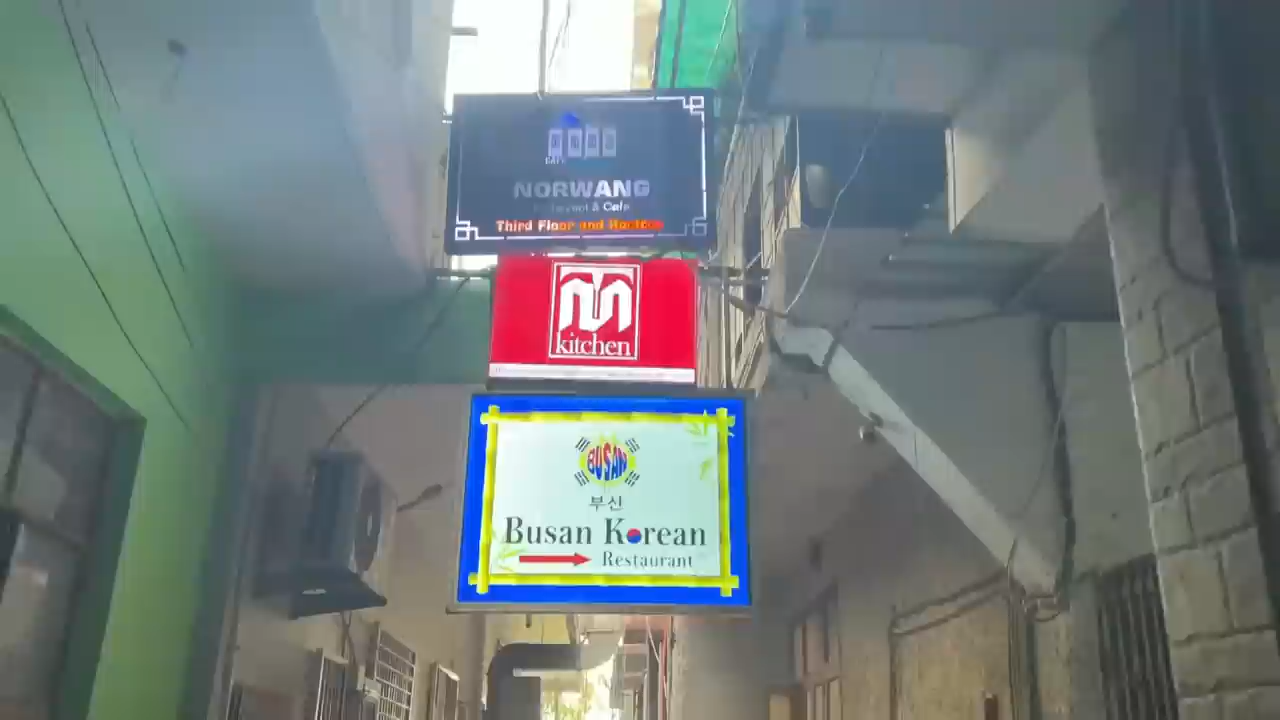 NORWANG
Restaurant & Cafe
Third Floor and Rooftop
kitchen
BUSAN
부산
Busan Korean
Restaurant